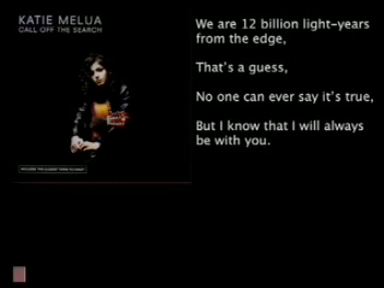 KATIE MELUA
CALL OFF THE SEARCH
We are 12 billion light-years
from the edge,
That's a guess,
No one can ever say it's true,
But I know that I will always
be with you.